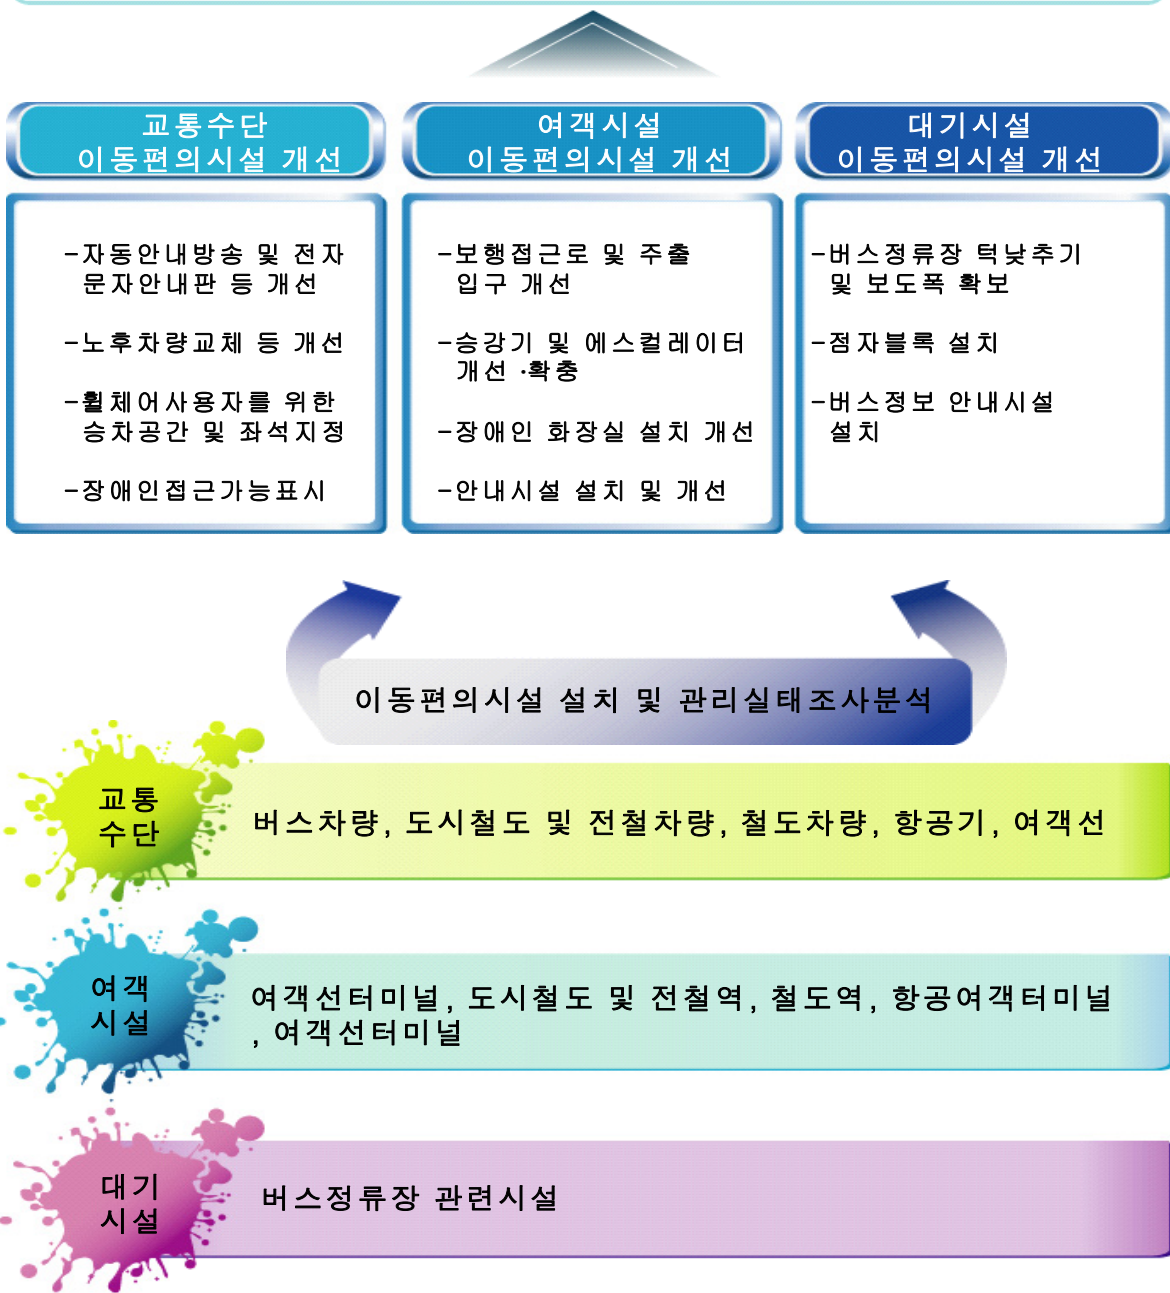 교통수단
이동편의시설 개선
여객시설
이동편의시설 개선
대기시설
이동편의시설 개선
-자동안내방송 및 전자
문자안내판 등 개선
-노후차량교체 등 개선
-휠체어사용자를 위한
승차공간 및 좌석지정
-장애인접근가능표시
-보행접근로 및 주출
입구 개선
-승강기 및 에스컬레이터
개선 ·확충
-장애인 화장실 설치 개선
-안내시설 설치 및 개선
-버스정류장 턱낮추기
및 보도폭 확보
-점자블록 설치
-버스정보 안내시설
설치
이동편의시설 설치 및 관리실태조사분석
교통
수단
버스차량, 도시철도 및 전철차량, 철도차량, 항공기, 여객선
여객
시설
여객선터미널, 도시철도 및 전철역, 철도역, 항공여객터미널
, 여객선터미널
대기
시설
버스정류장 관련시설